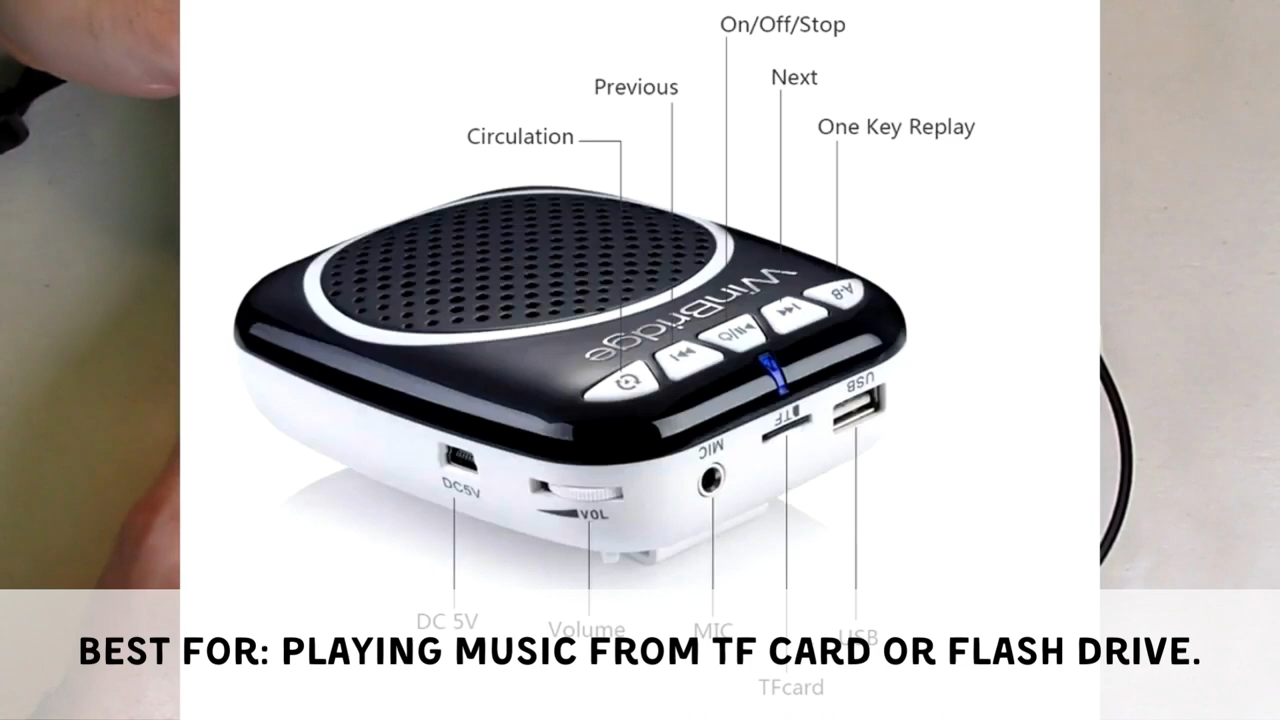 On/Off/Stop
Next
Previous
One Key Replay
Circulation
WinBridge
A-B
USB
TF
MIC
DC5V
VOL
DC 5V
Volume
MIC
USB
BEST FOR: PLAYING MUSIC FROM TF CARD OR FLASH DRIVE.
TFcard